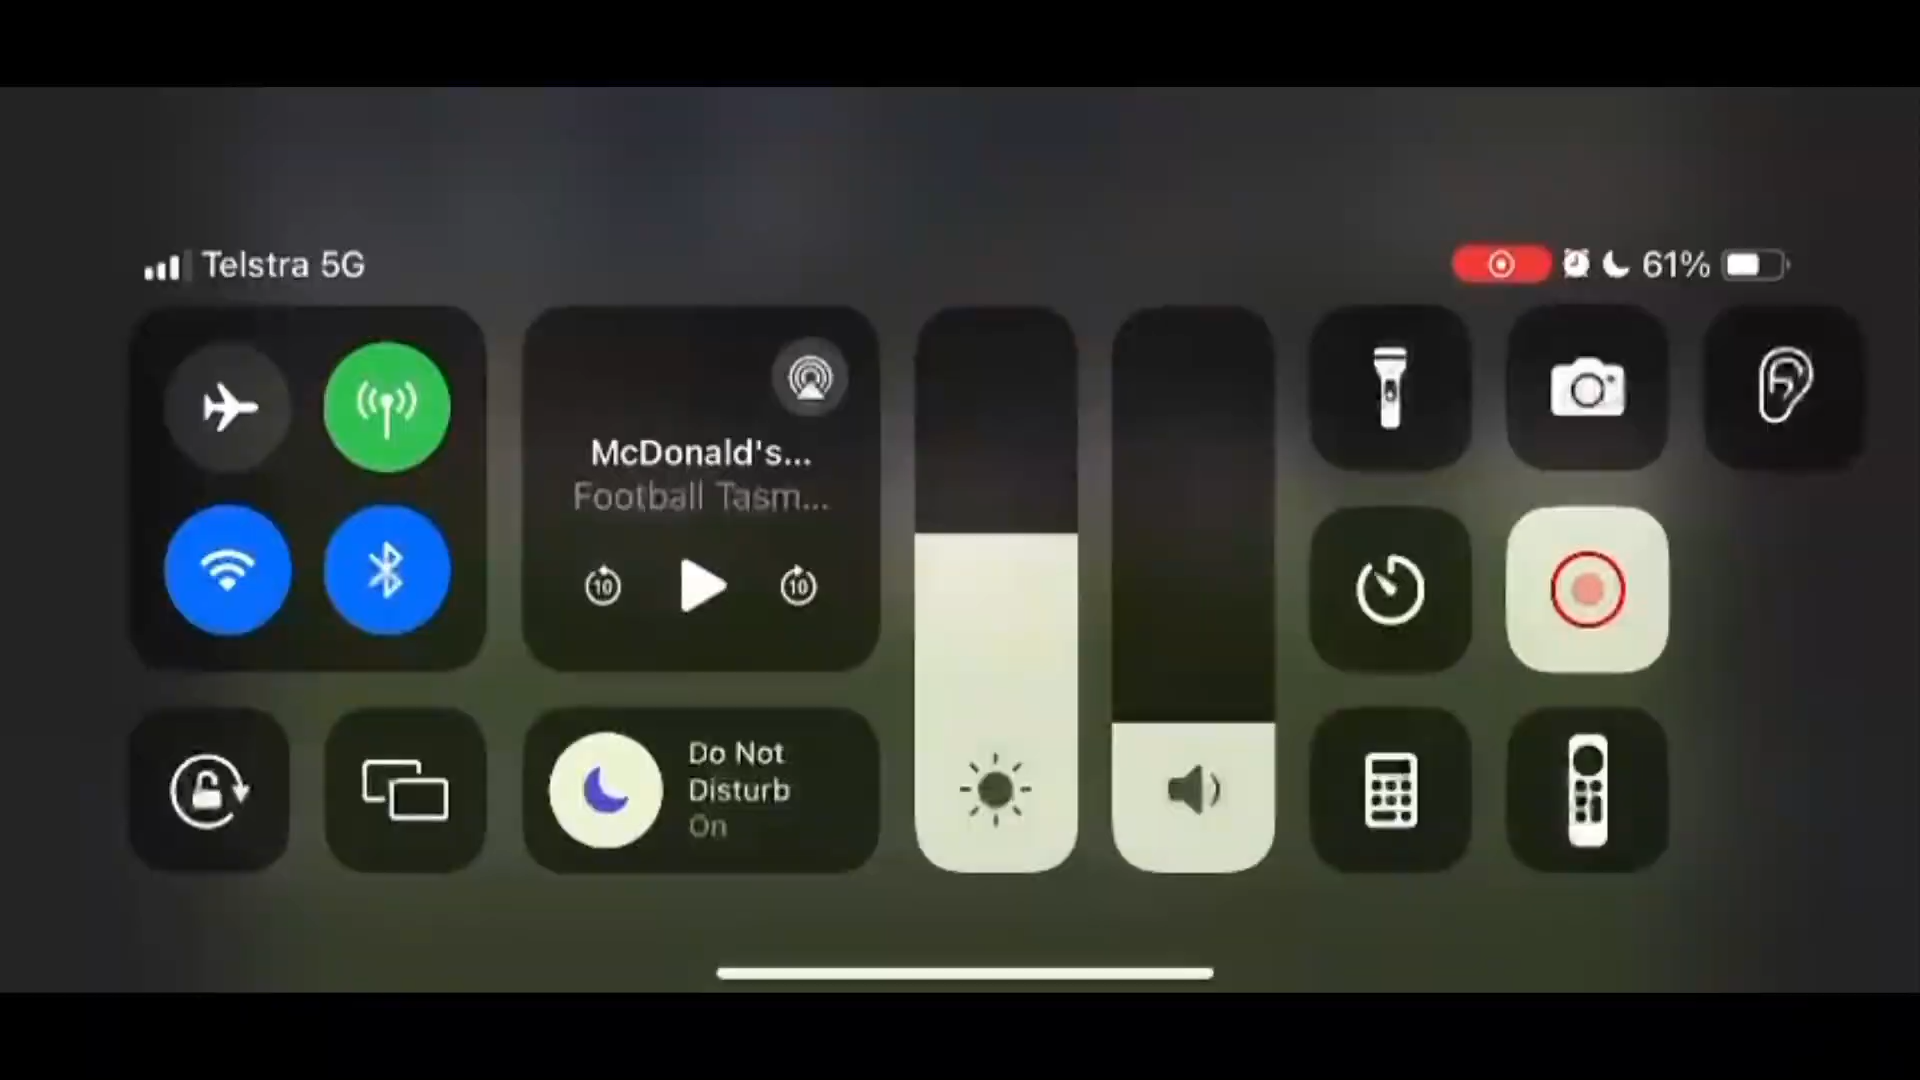 Telstra 5G
61%
McDonald's...
Football Tasm...
10
10
Do Not
Disturb
On